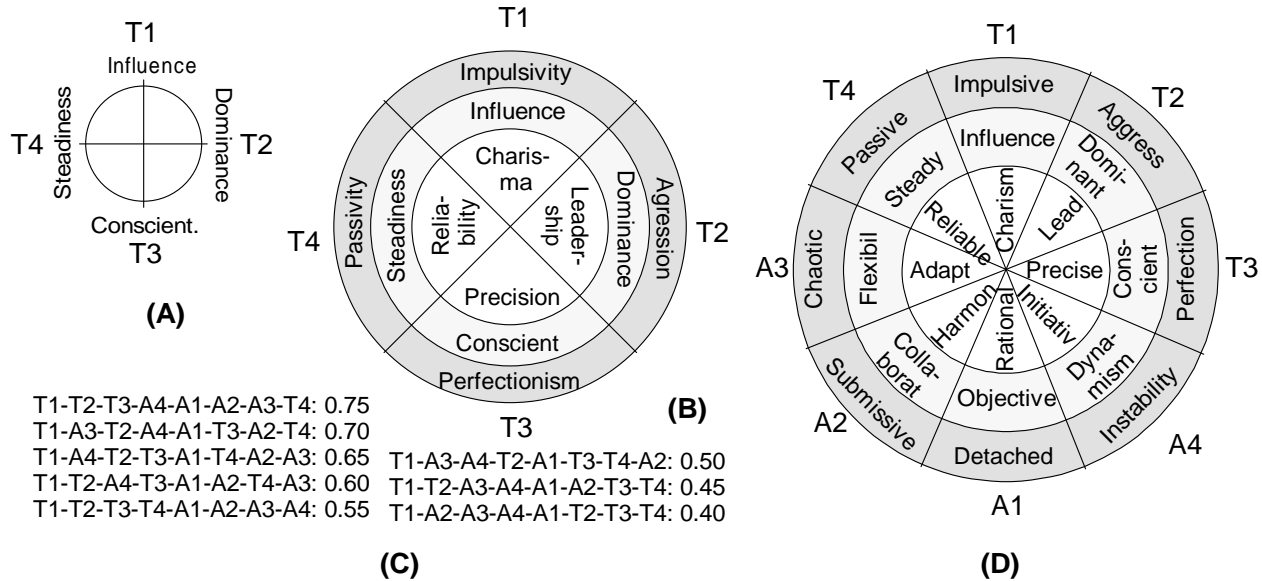 T1
Influence
T4
Steadiness
Dominance
T2
Conscient.
T3
(A)
T1
Impulsivity
Influence
Charis-
ma
T4
Passivity
Steadiness
Relia-
bility
Leader-
ship
Dominance
Agression
T2
Precision
Conscient
Perfectionism
T3
(B)
T1-T2-T3-A4-A1-A2-A3-T4: 0.75
T1-A3-T2-A4-A1-T3-A2-T4: 0.70
T1-A4-T2-T3-A1-T4-A2-A3: 0.65
T1-T2-A4-T3-A1-A2-T4-A3: 0.60
T1-T2-T3-T4-A1-A2-A3-A4: 0.55
T1-A3-A4-T2-A1-T3-T4-A2: 0.50
T1-T2-A3-A4-A1-A2-T3-T4: 0.45
T1-A2-A3-A4-A1-T2-T3-T4: 0.40
(C)
T1
Impulsive
Influence
Charism
T2
Aggress
Domi-
nant
Lead
T3
Perfection
Cons-
cient
Precise
A4
Instability
Dyna-
mism
Initiativ
A1
Detached
Objective
Rational
A2
Submissive
Colla-
borat
Harmon
A3
Chaotic
Flexibil
Adapt
T4
Passive
Steady
Reliable
(D)